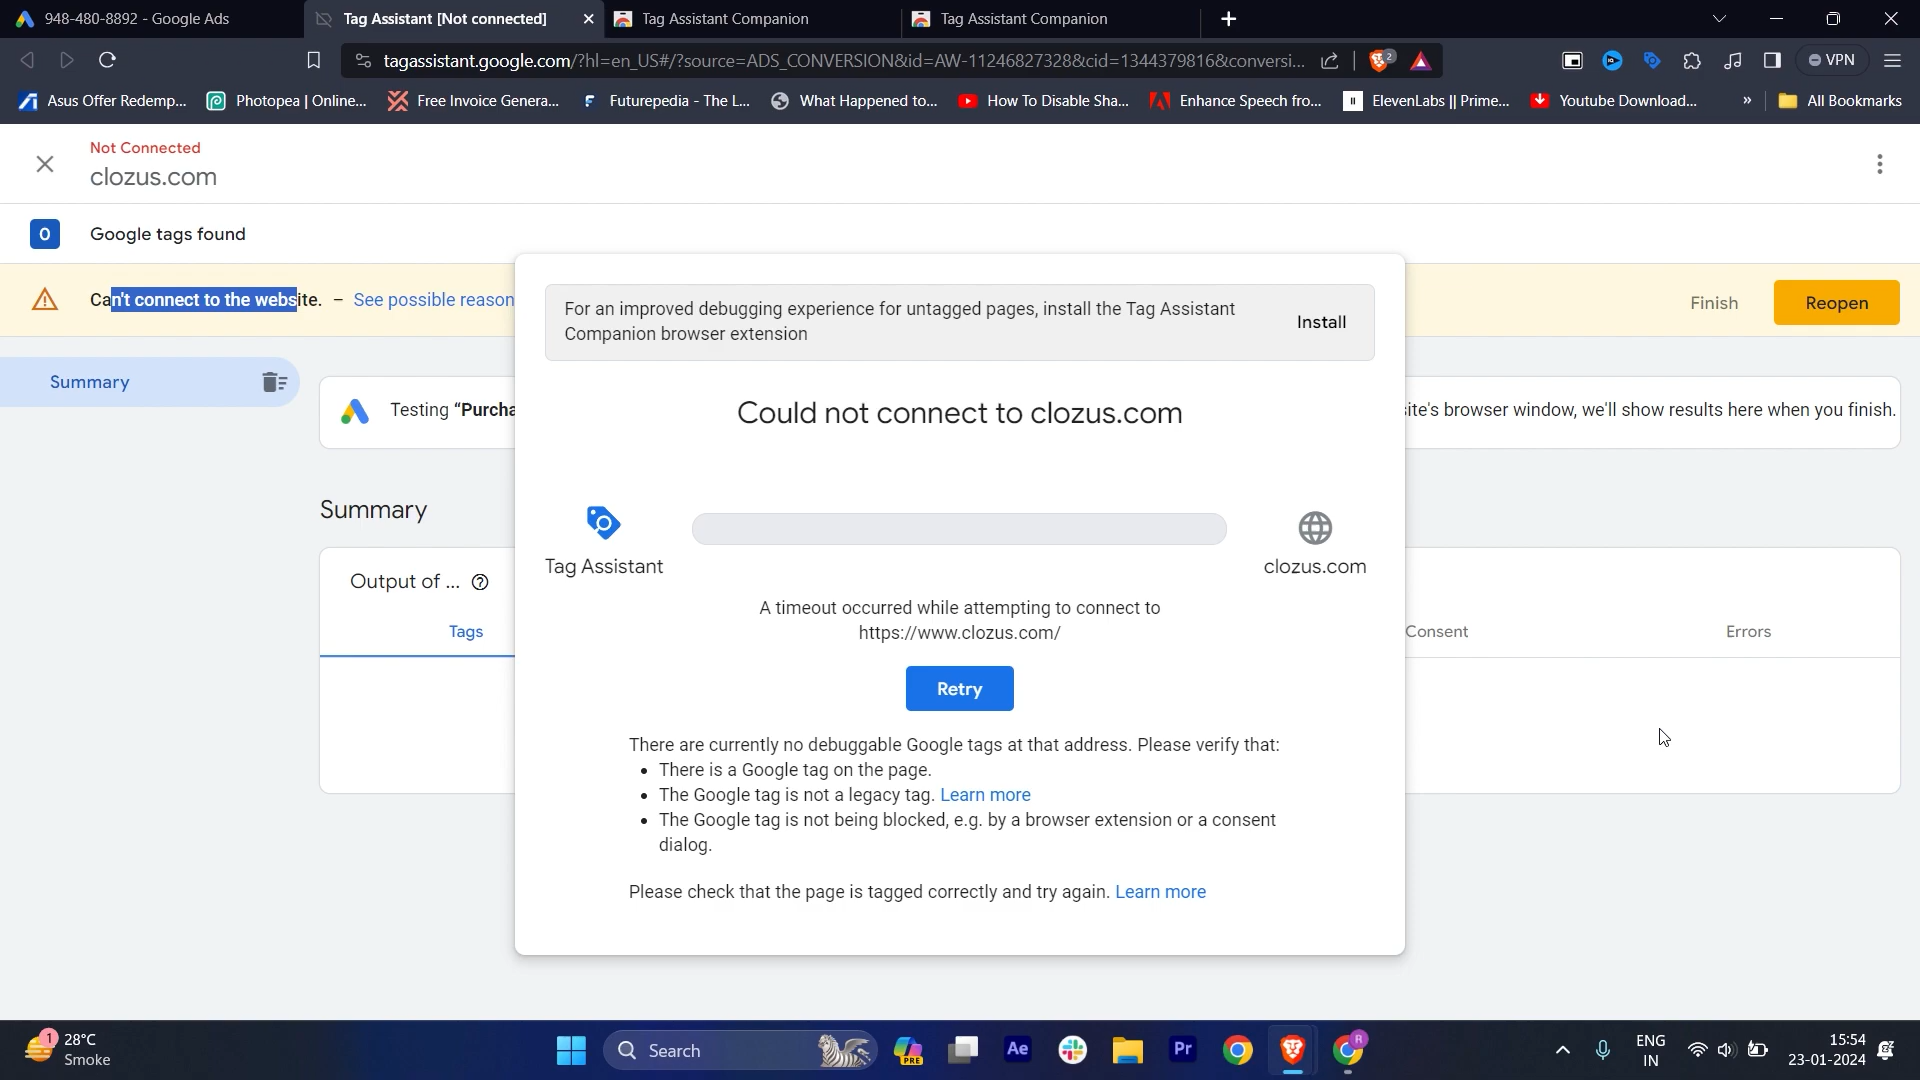 948-480-8892 - Google Ads
Tag Assistant [Not connected]
Tag Assistant Companion
Tag Assistant Companion
tagassistant.google.com/?hl=en_US#/?source=ADS_CONVERSION&id=AW-11246827328&cid=1344379816&conversi...
2
VPN
Asus Offer Redemp...
Photopea | Online...
Free Invoice Genera...
Futurepedia - The L...
What Happened to...
How To Disable Sha...
Enhance Speech fro...
ElevenLabs || Prime...
Youtube Download...
»
All Bookmarks
Not Connected
clozus.com
0
Google tags found
Can't connect to the website. – See possible reason
Finish
Reopen
For an improved debugging experience for untagged pages, install the Tag Assistant
Companion browser extension
Install
Summary
Testing “Purcha
ite's browser window, we'll show results here when you finish.
Could not connect to clozus.com
Summary
Tag Assistant
clozus.com
Output of ...
Tags
Consent
Errors
A timeout occurred while attempting to connect to
https://www.clozus.com/
Retry
There are currently no debuggable Google tags at that address. Please verify that:
• There is a Google tag on the page.
• The Google tag is not a legacy tag. Learn more
• The Google tag is not being blocked, e.g. by a browser extension or a consent
dialog.
Please check that the page is tagged correctly and try again. Learn more
1
28°C
Smoke
Search
PRE
Ae
Pr
R
ENG
IN
15:54
23-01-2024